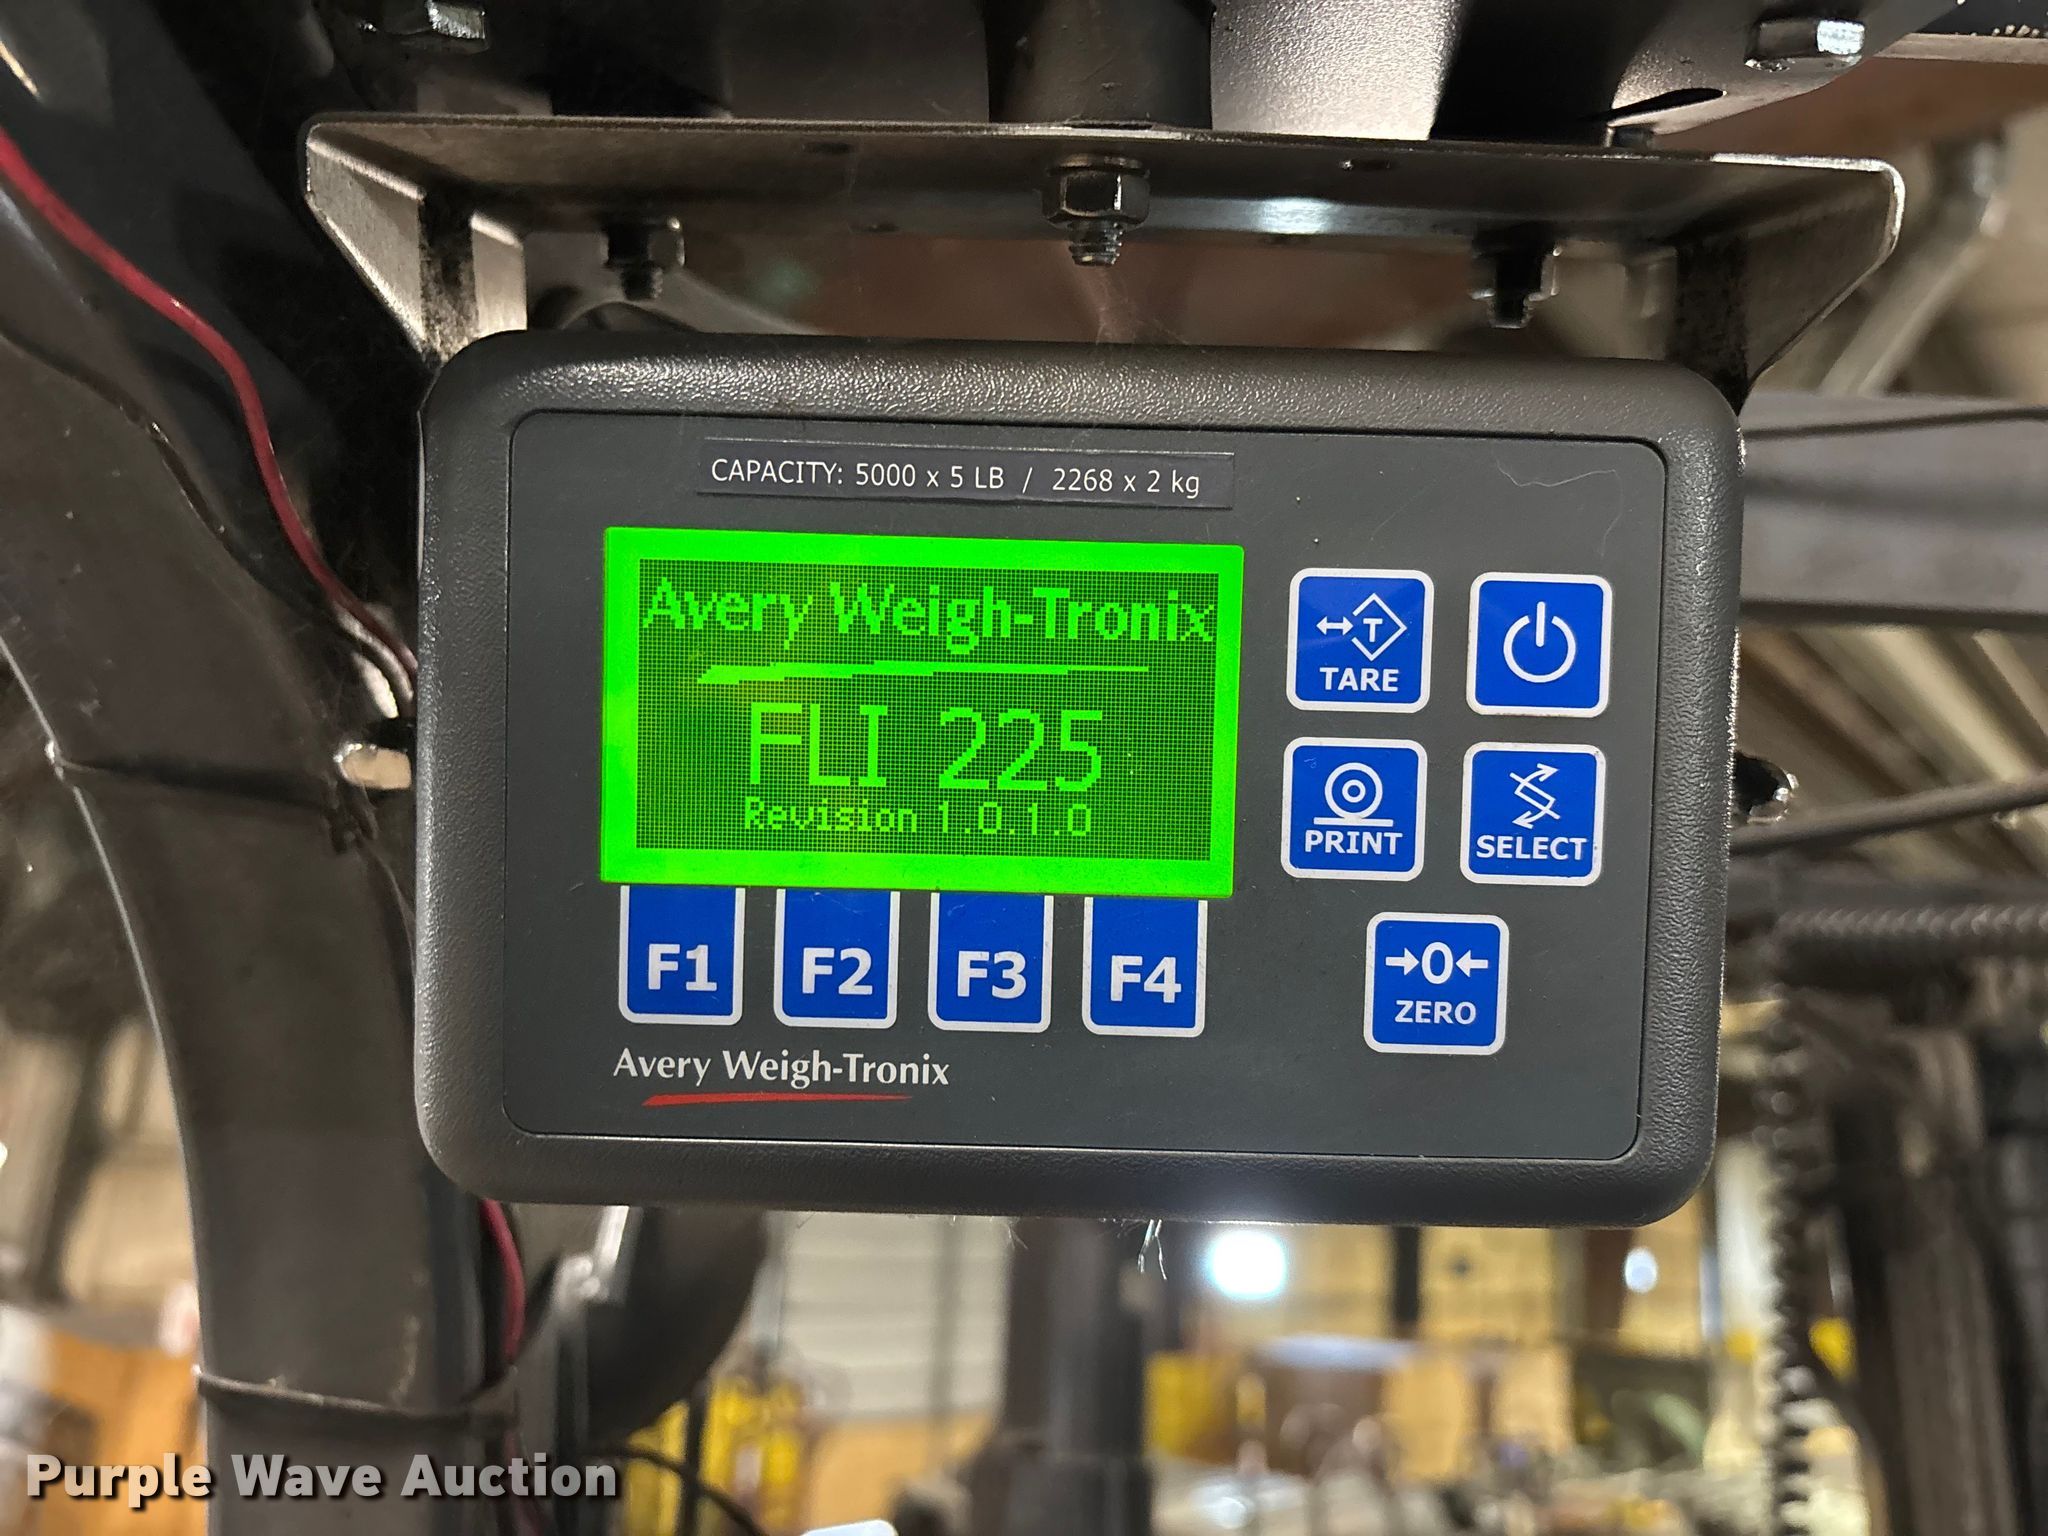 CAPACITY: 5000 x 5 LB / 2268 x 2 kg
Avery Weigh-Tronix
FLI 225
Revision 1.0.1.0
T
TARE
PRINT
SELECT
F1 F2 F3 F4
→0←
ZERO
Avery Weigh-Tronix
Purple Wave Auction